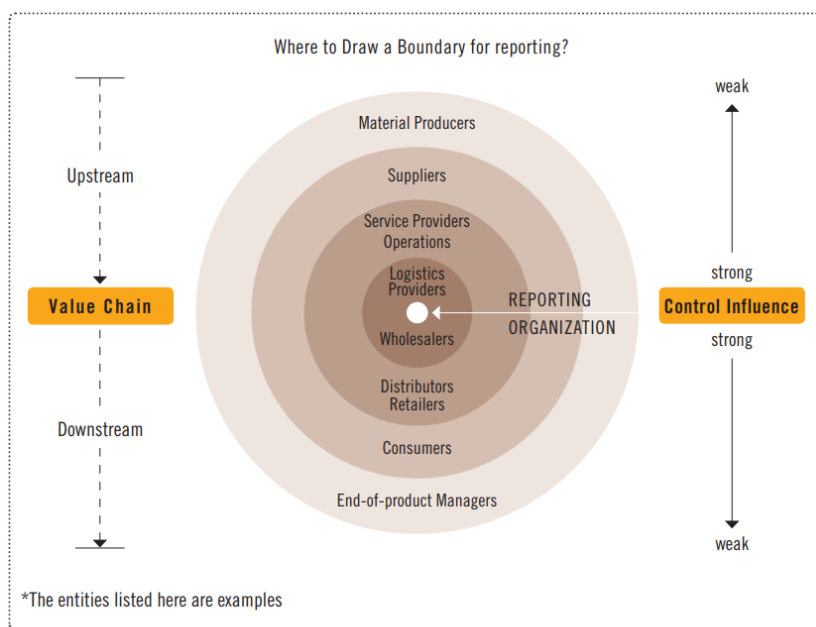 Where to Draw a Boundary for reporting?
weak
Material Producers
Upstream
Suppliers
Service Providers
Operations
Logistics
Providers
strong
Value Chain
REPORTING
ORGANIZATION
Control Influence
Wholesalers
strong
Distributors
Retailers
Downstream
Consumers
End-of-product Managers
weak
*The entities listed here are examples